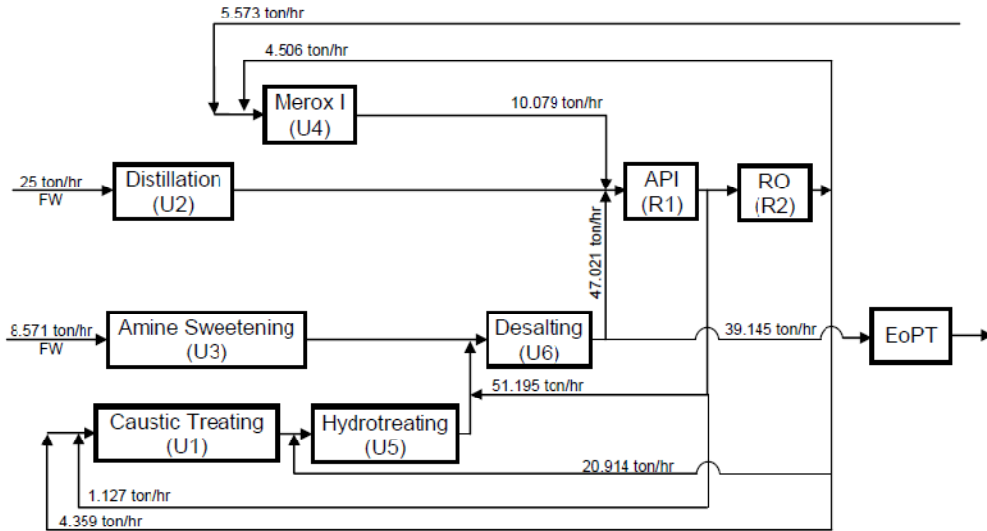 5.573 ton/hr
4.506 ton/hr
Merox I
(U4)
10.079 ton/hr
25 ton/hr
FW
Distillation
(U2)
API
(R1)
RO
(R2)
47.021 ton/hr
8.571 ton/hr
FW
Amine Sweetening
(U3)
Desalting
(U6)
39.145 ton/hr
EoPT
51.195 ton/hr
Caustic Treating
(U1)
Hydrotreating
(U5)
20.914 ton/hr
1.127 ton/hr
4.359 ton/hr